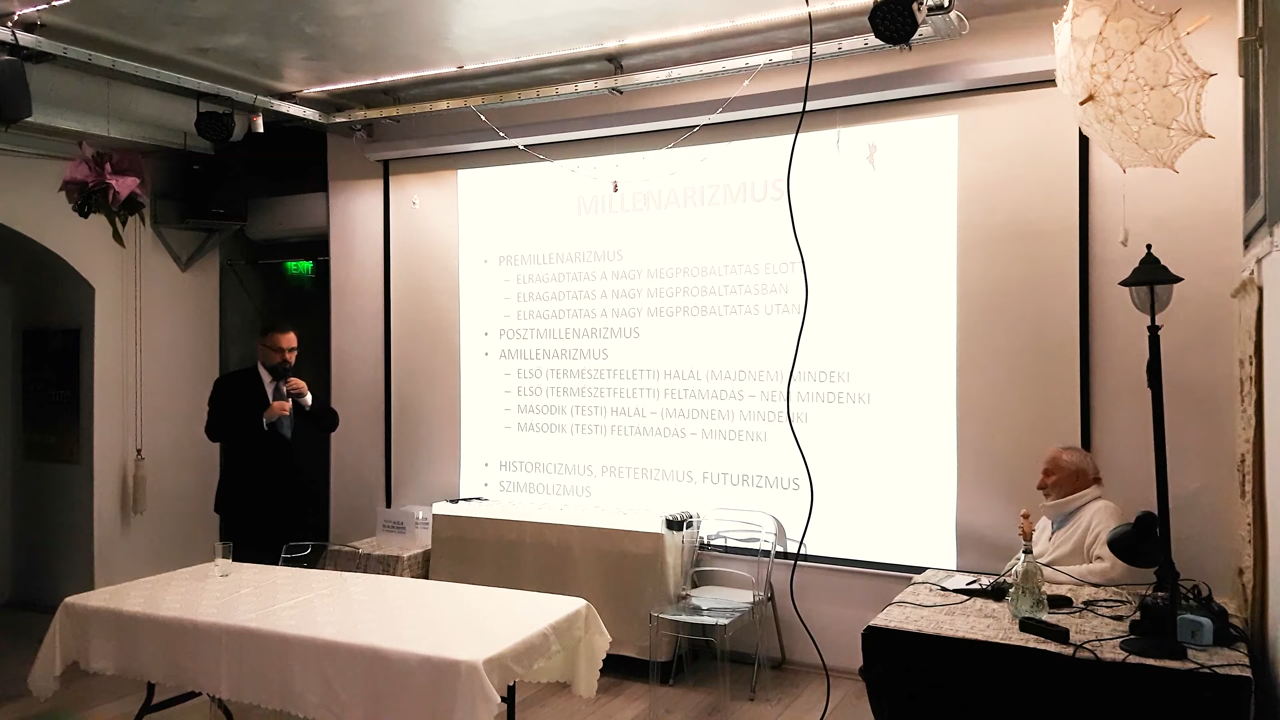 MILLENARIZMUS
• PREMILLENARIZMUS
– ELRAGADTATAS A NAGY MEGPROBALTATAS ELOTT
– ELRAGADTATAS A NAGY MEGPROBALTATASBAN
– ELRAGADTATAS A NAGY MEGPROBALTATAS UTAN
• POSZTMILLENARIZMUS
• AMILLENARIZMUS
– ELSO (TERMESZETFELETTI) HALAL (MAJDNEM) MINDEKI
– ELSO (TERMESZETFELETTI) FELTAMADAS – NEM MINDENKI
– MASODIK (TESTI) HALAL – (MAJDNEM) MINDENKI
– MASODIK (TESTI) FELTAMADAS – MINDENKI
• HISTORICIZMUS, PRETERIZMUS, FUTURIZMUS
• SZIMBOLIZMUS
EXIT